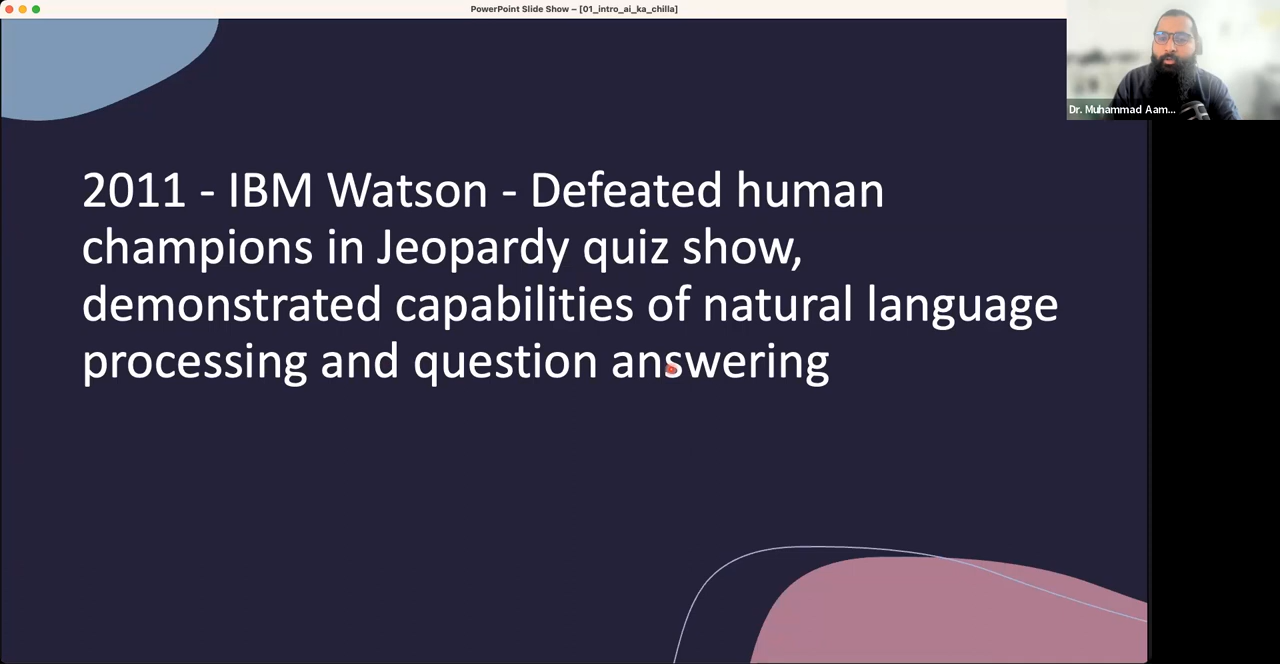 PowerPoint Slide Show – [01_intro_ai_ka_chilla]
Dr. Muhammad Aam...
2011 - IBM Watson - Defeated human
champions in Jeopardy quiz show,
demonstrated capabilities of natural language
processing and question answering